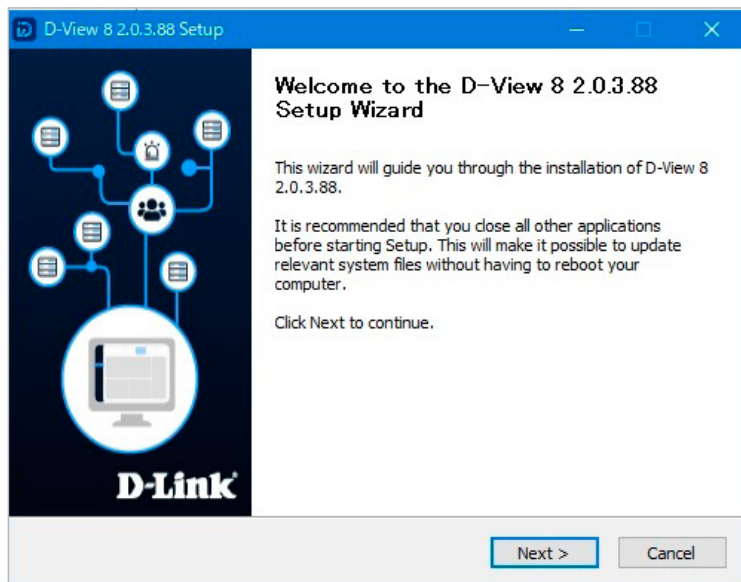 D-View 8 2.0.3.88 Setup
Welcome to the D-View 8 2.0.3.88
Setup Wizard
This wizard will guide you through the installation of D-View 8
2.0.3.88.
It is recommended that you close all other applications
before starting Setup. This will make it possible to update
relevant system files without having to reboot your
computer.
Click Next to continue.
D-Link
Next >
Cancel